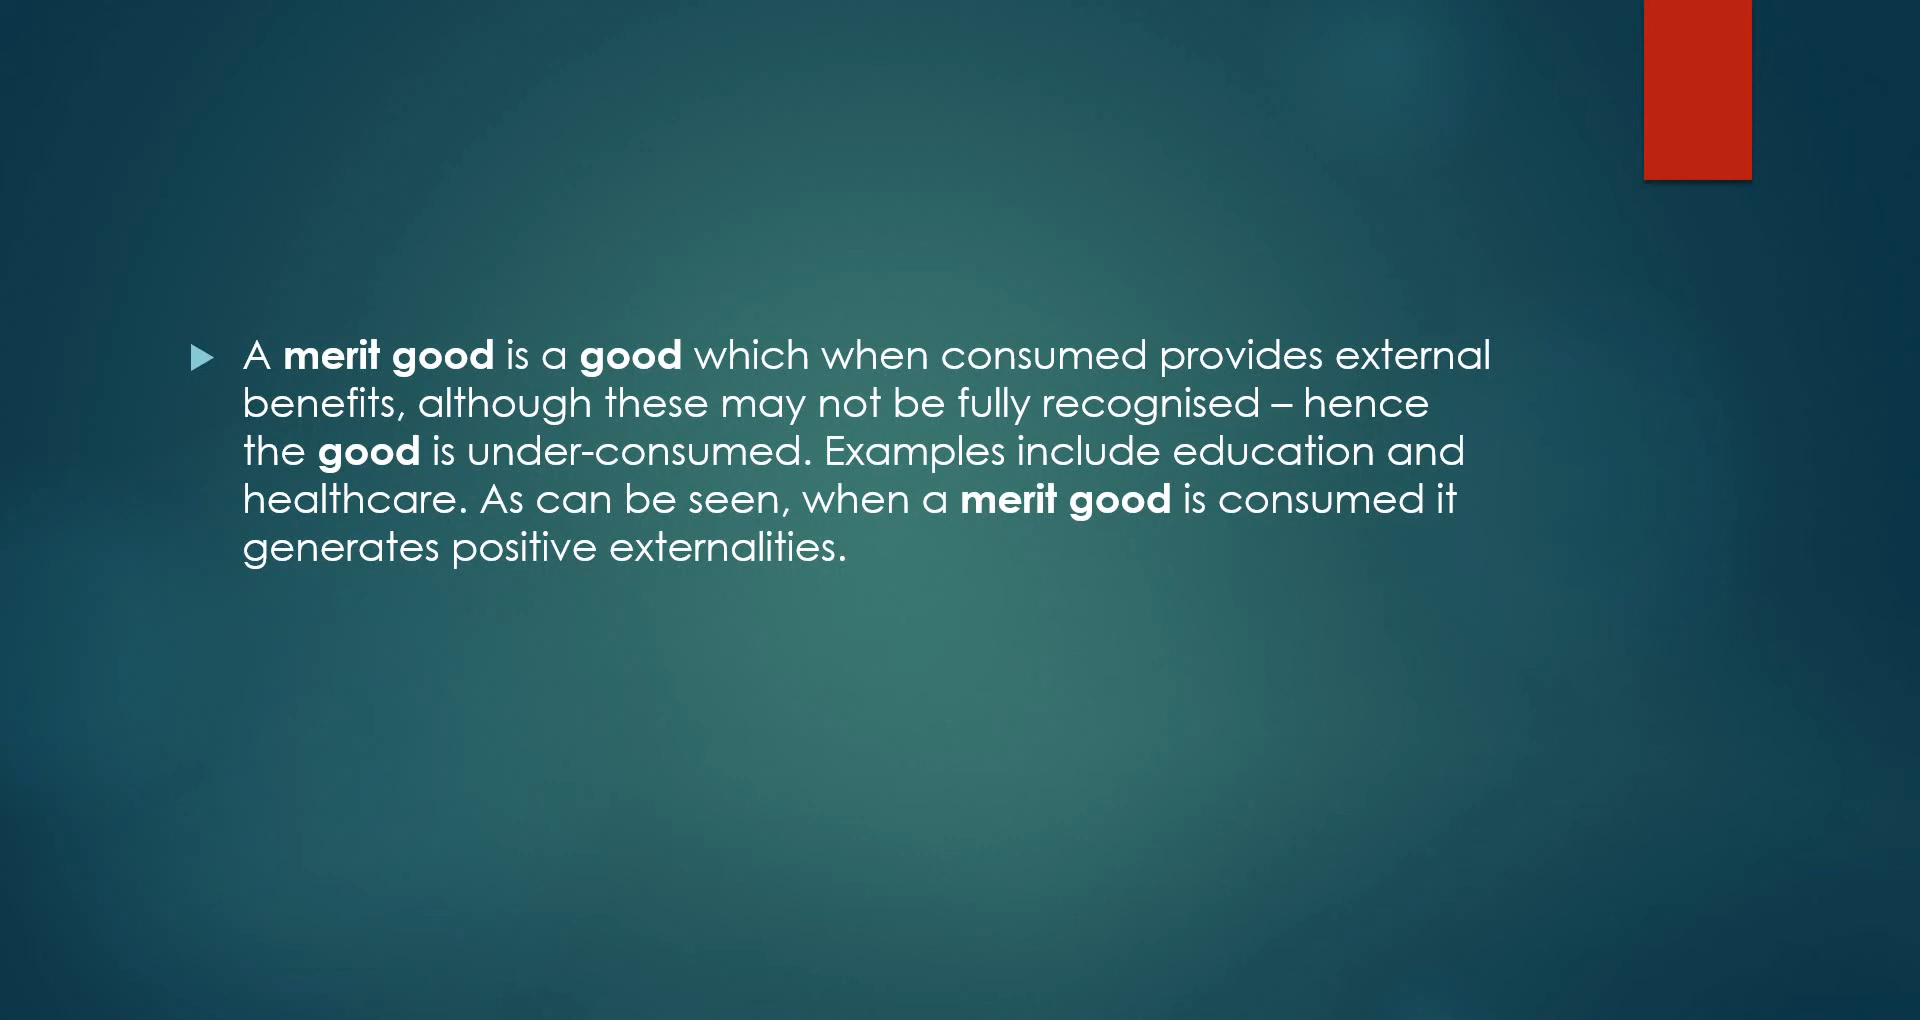 A merit good is a good which when consumed provides external
benefits, although these may not be fully recognised – hence
the good is under-consumed. Examples include education and
healthcare. As can be seen, when a merit good is consumed it
generates positive externalities.